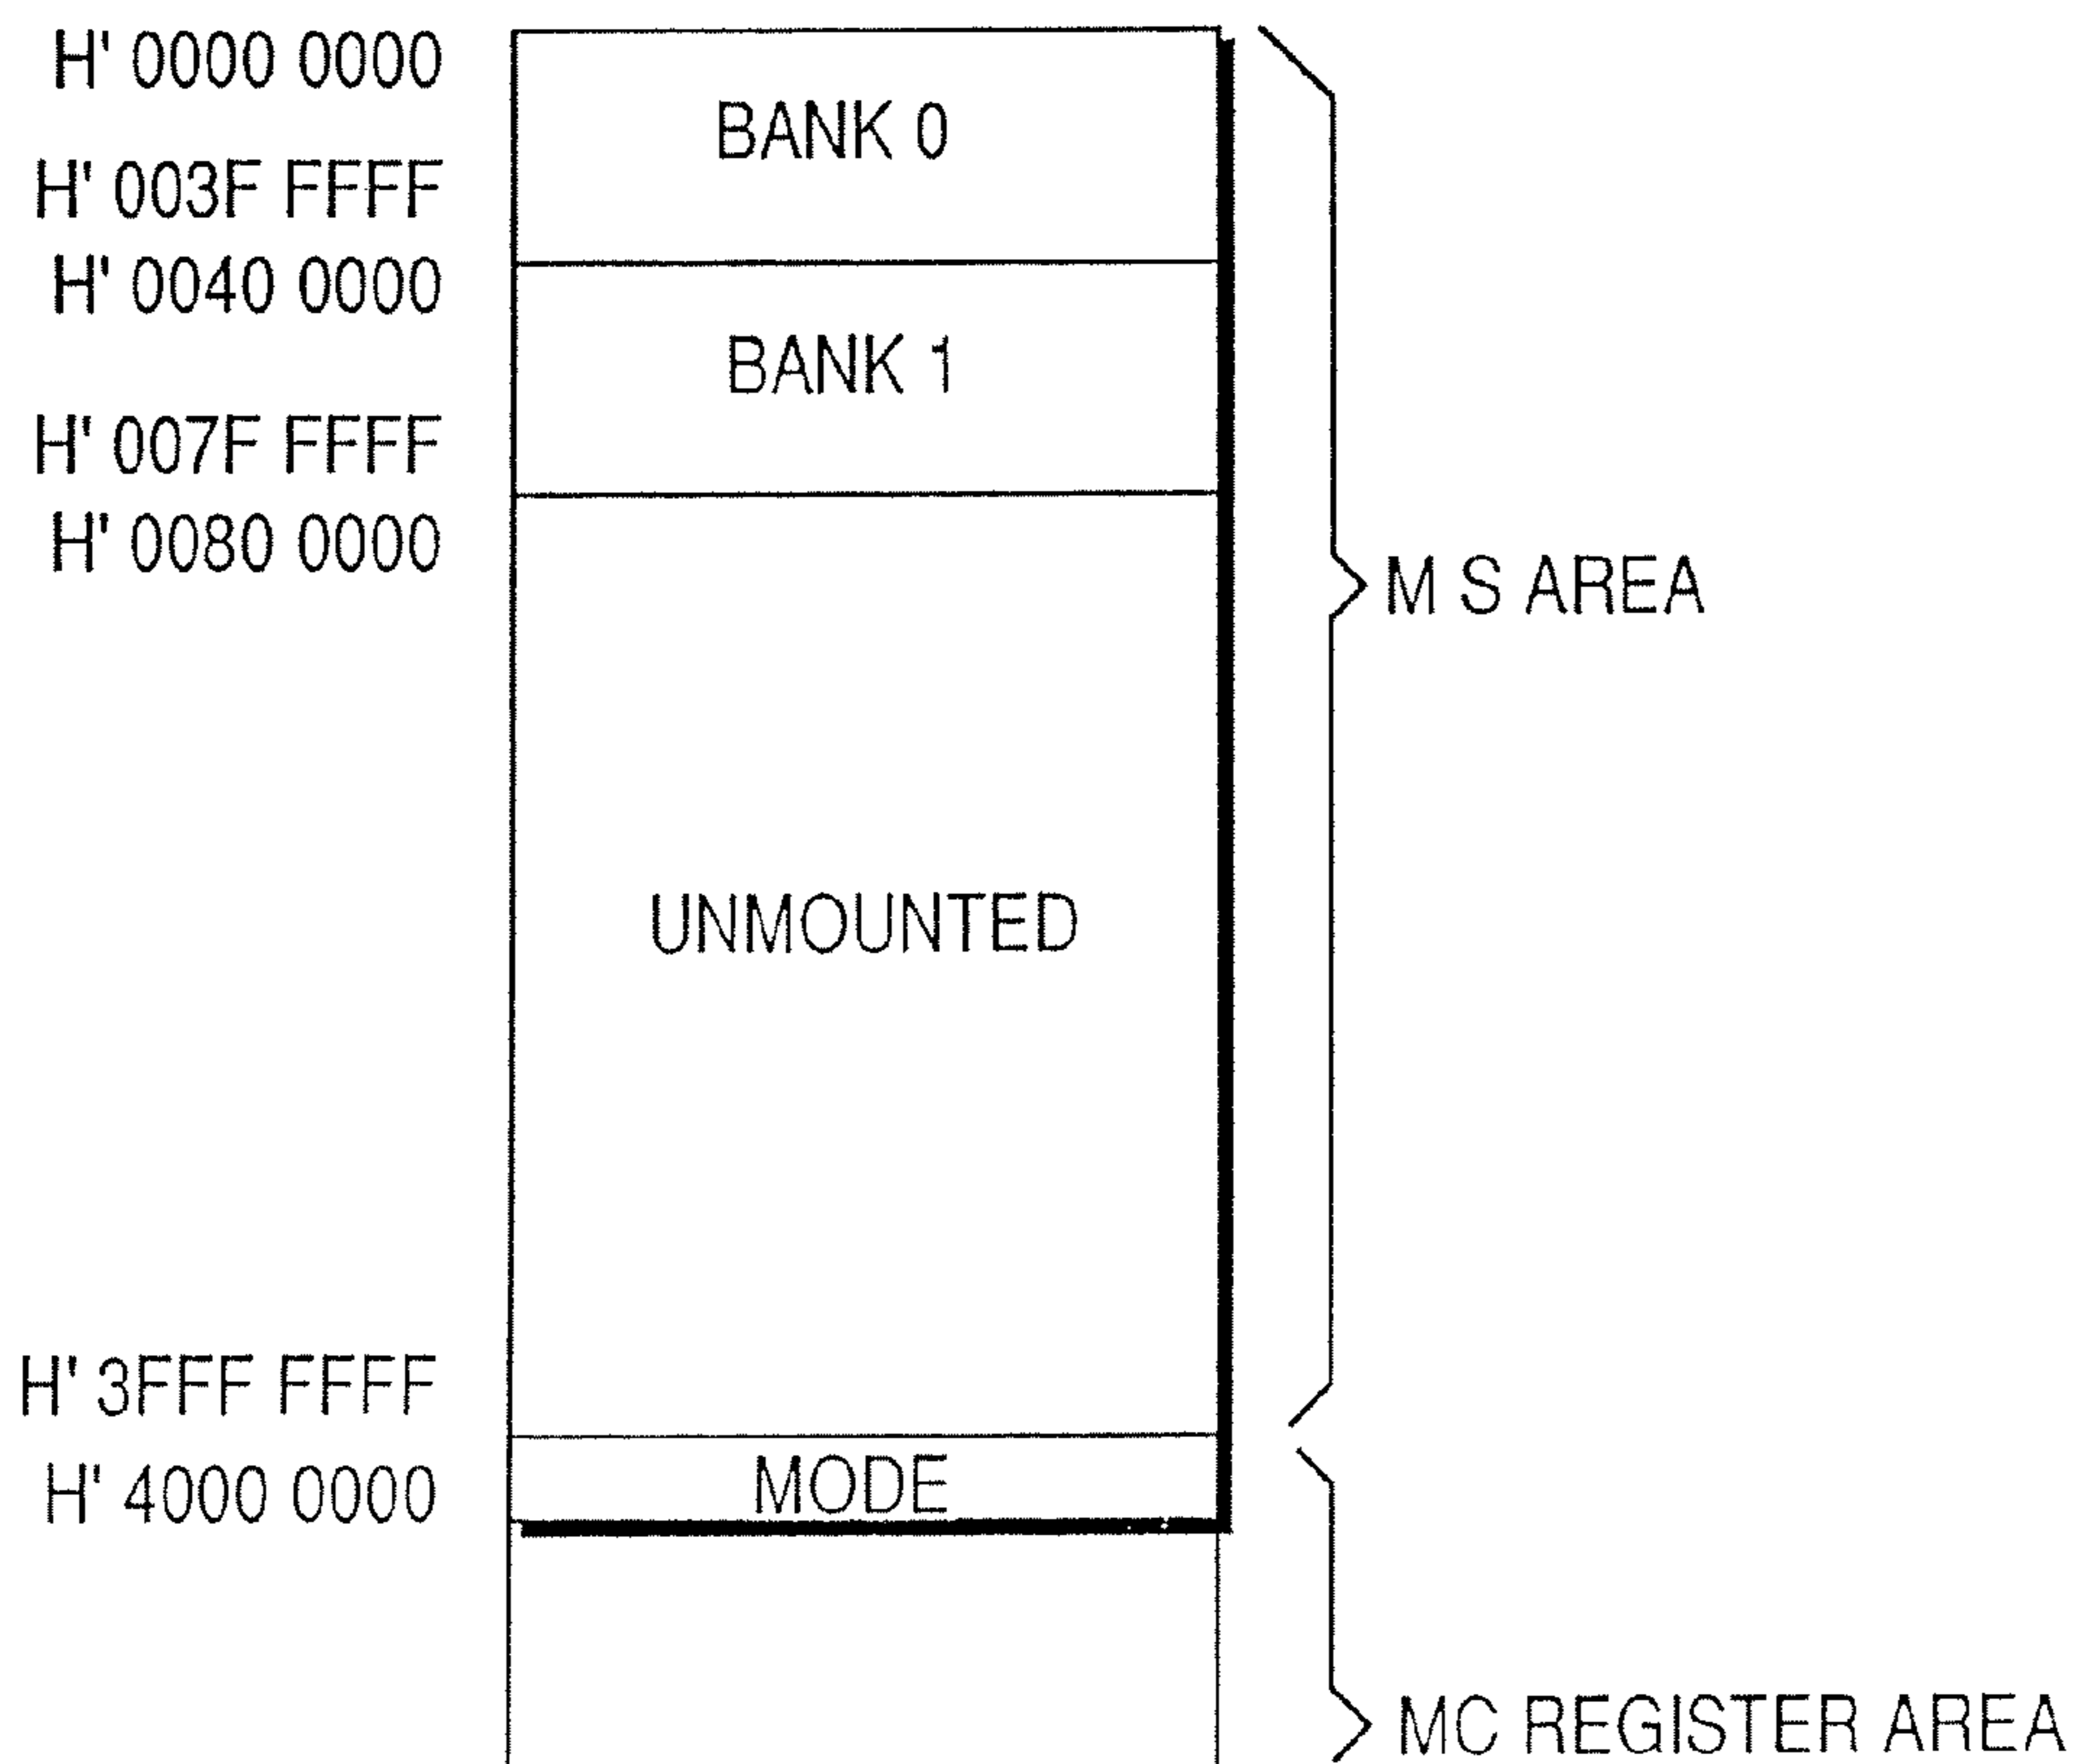 H' 0000 0000
BANK 0
H' 003F FFFF
H' 0040 0000
BANK 1
H' 007F FFFF
H' 0080 0000
M S AREA
UNMOUNTED
H' 3FFF FFFF
H' 4000 0000
MODE
MC REGISTER AREA